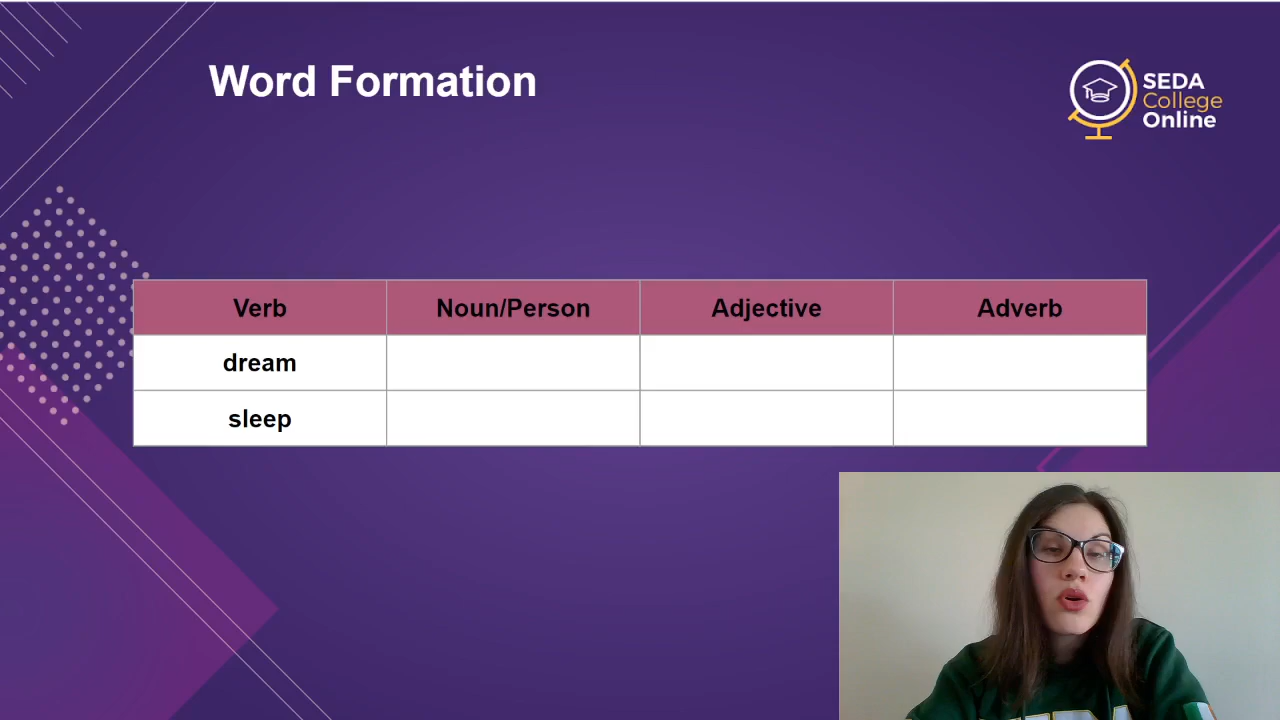 Word Formation
SEDA
College
Online
Verb Noun/Person Adjective Adverb
dream
sleep